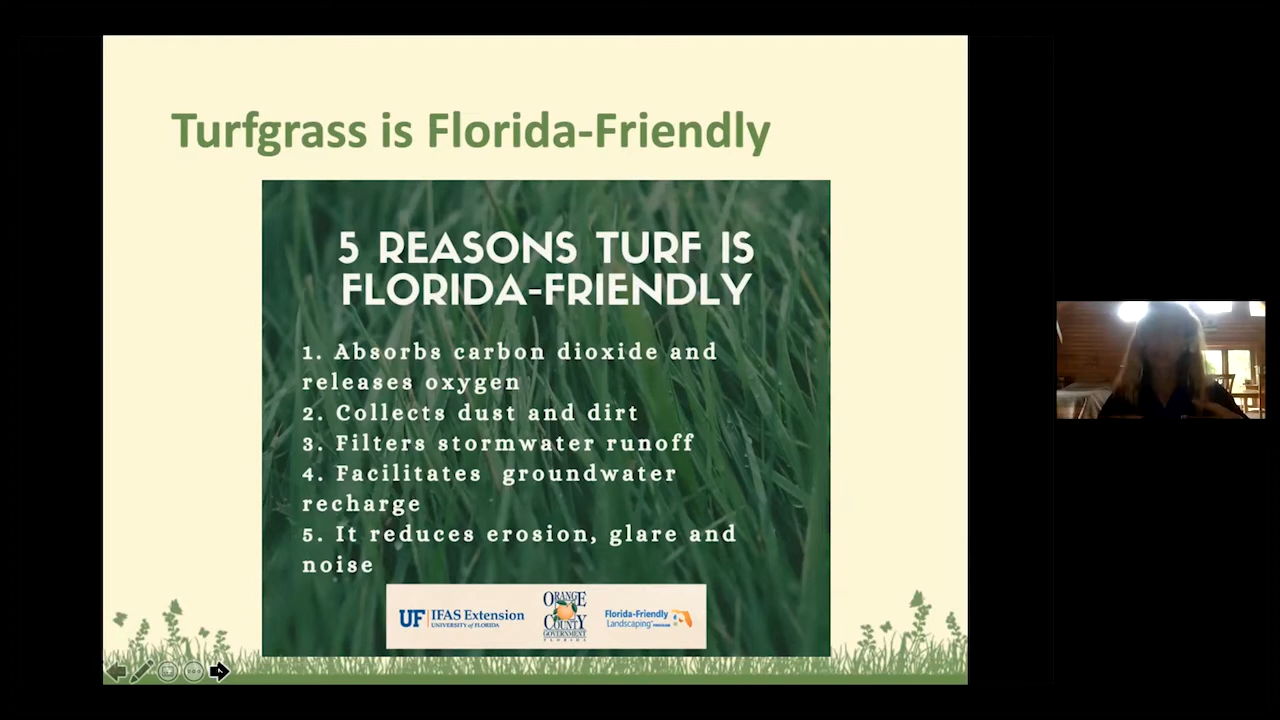 Turfgrass is Florida-Friendly
5 REASONS TURF IS
FLORIDA-FRIENDLY
1. Absorbs carbon dioxide and
releases oxygen
2. Collects dust and dirt
3. Filters stormwater runoff
4. Facilitates groundwater
recharge
5. It reduces erosion, glare and
noise
UF IFAS Extension
UNIVERSITY of FLORIDA
ORANGE
COUNTY
GOVERNMENT
FLORIDA
Florida-Friendly
Landscaping